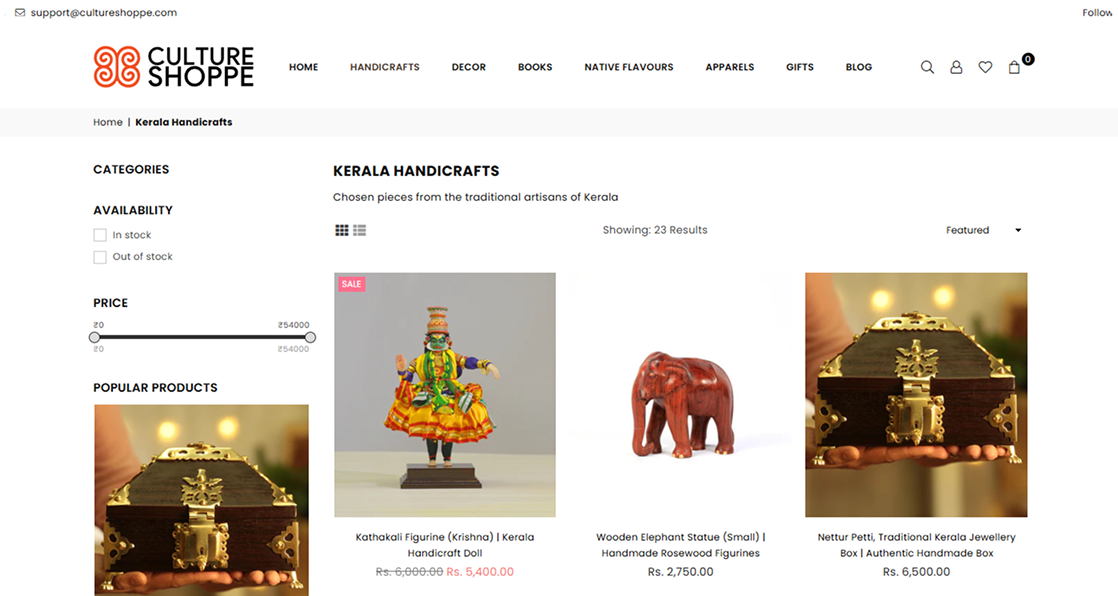 support@cultureshoppe.com
Follow
CULTURE
SHOPPE
HOME
HANDICRAFTS
DECOR
BOOKS
NATIVE FLAVOURS
APPARELS
GIFTS
BLOG
0
Home | Kerala Handicrafts
CATEGORIES
AVAILABILITY
In stock
Out of stock
PRICE
₹0 ₹54000
₹0 ₹54000
POPULAR PRODUCTS
KERALA HANDICRAFTS
Chosen pieces from the traditional artisans of Kerala
Showing: 23 Results
Featured
SALE
Kathakali Figurine (Krishna) | Kerala
Handicraft Doll
Rs. 6,000.00 Rs. 5,400.00
Wooden Elephant Statue (Small) |
Handmade Rosewood Figurines
Rs. 2,750.00
Nettur Petti, Traditional Kerala Jewellery
Box | Authentic Handmade Box
Rs. 6,500.00